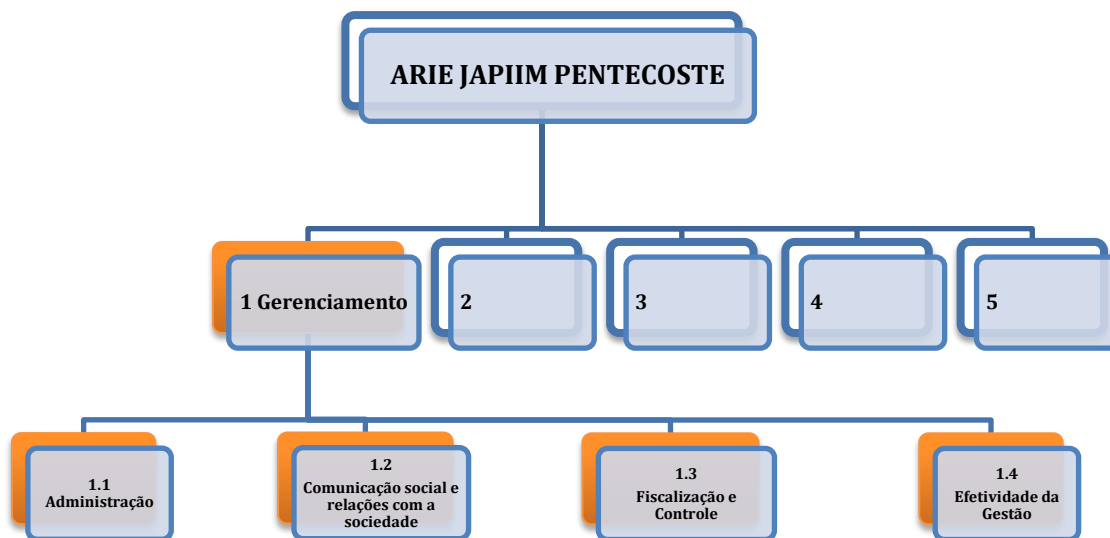 ARIE JAPIIM PENTECOSTE
1 Gerenciamento
2
3
4
5
1.1
Administração
1.2
Comunicação social e
relações com a
sociedade
1.3
Fiscalização e
Controle
1.4
Efetividade da
Gestão